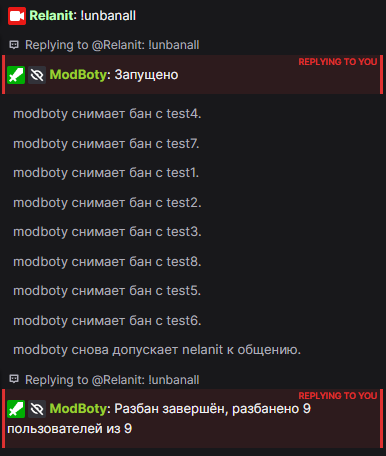 Relanit: !unbanall
Replying to @Relanit: !unbanall
REPLYING TO YOU
ModBoty: Запущено
modboty снимает бан с test4.
modboty снимает бан с test7.
modboty снимает бан с test1.
modboty снимает бан с test2.
modboty снимает бан с test3.
modboty снимает бан с test8.
modboty снимает бан с test5.
modboty снимает бан с test6.
modboty снова допускает nelanit к общению.
Replying to @Relanit: !unbanall
REPLYING TO YOU
ModBoty: Разбан завершён, разбанено 9
пользователей из 9